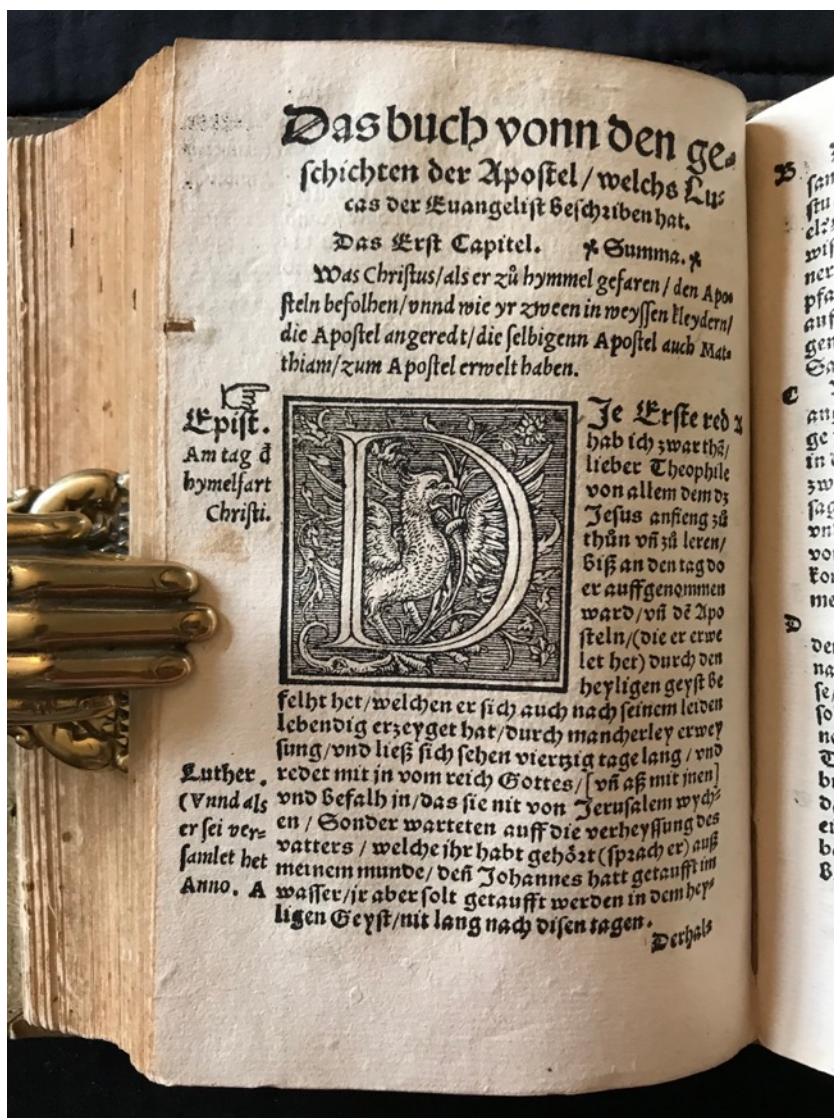 Das buch vonn den ge⸗
schichten der Apostel/welchs Lu⸗
cas der Euangelist beschriben hat.
Das Erst Capitel. Summa.
Was Christus/als er zů hymmel gefaren/den Apo⸗
steln befolhen/vnnd wie yr zween in weyssen kleydern/
die Apostel angeredt/die selbigenn Apostel auch Mat⸗
thiam/zum Apostel erwelt haben.
Epist.
Am tag đ
hymelfart
Christi.
DJe Erste red
hab ich zwar thā/
lieber Theophile
von allem dem dz
Jesus anfieng zů
thůn vñ zů leren/
biß an den tag do
er auffgenommen
ward/vñ dē Apo
steln/(die er erwe
let het) durch den
heyligen geyst be
felht het/welchen er sich auch nach seinem leiden
lebendig erzeyget hat/durch mancherley erwey
sung/vnd ließ sich sehen viertzig tage lang/vnd
redet mit jn vom reich Gottes/[vñ aß mit jnen]
vnd befalh in/das sie nit von Jerusalem wych⸗
en/Sonder warteten auff die verheyssung des
vatters/welche jhr habt gehört(sprach er)auß
meinem munde/deñ Johannes hatt getaufft im
wasser/jr aber solt getaufft werden in dem hey⸗
ligen Geyst/nit lang nach disen tagen.
Luther.
(Vnnd als
er sei ver⸗
samlet het
Anno. A
Derhals
B
C
D